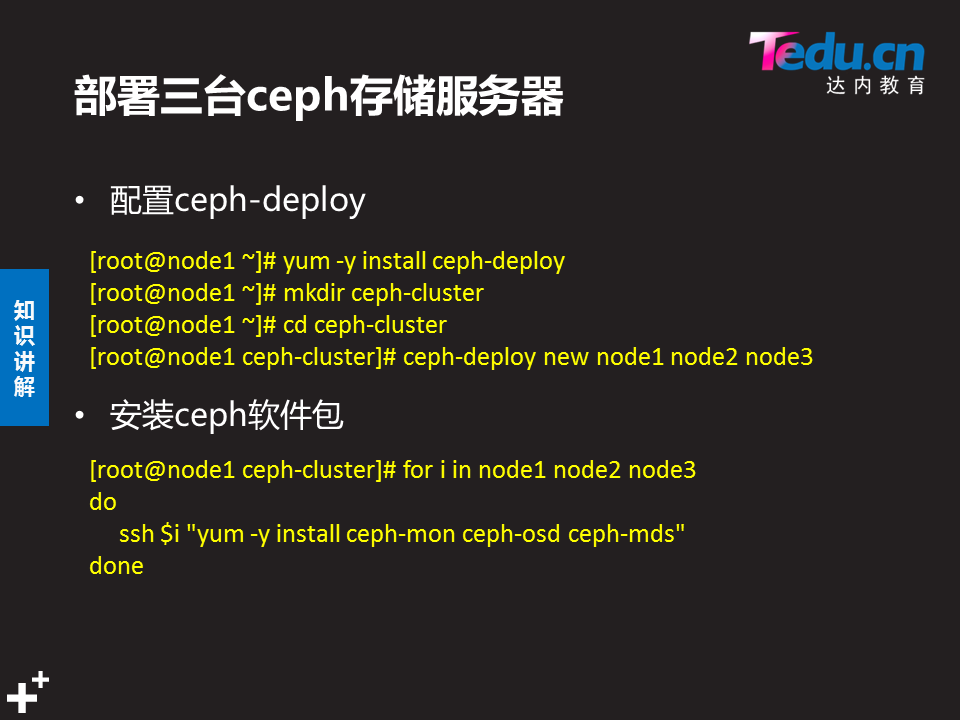 Tedu.cn
达内教育
部署三台ceph存储服务器
• 配置ceph-deploy
[root@node1 ~]# yum -y install ceph-deploy
[root@node1 ~]# mkdir ceph-cluster
[root@node1 ~]# cd ceph-cluster
[root@node1 ceph-cluster]# ceph-deploy new node1 node2 node3
知识讲解
• 安装ceph软件包
[root@node1 ceph-cluster]# for i in node1 node2 node3
do
ssh $i "yum -y install ceph-mon ceph-osd ceph-mds"
done